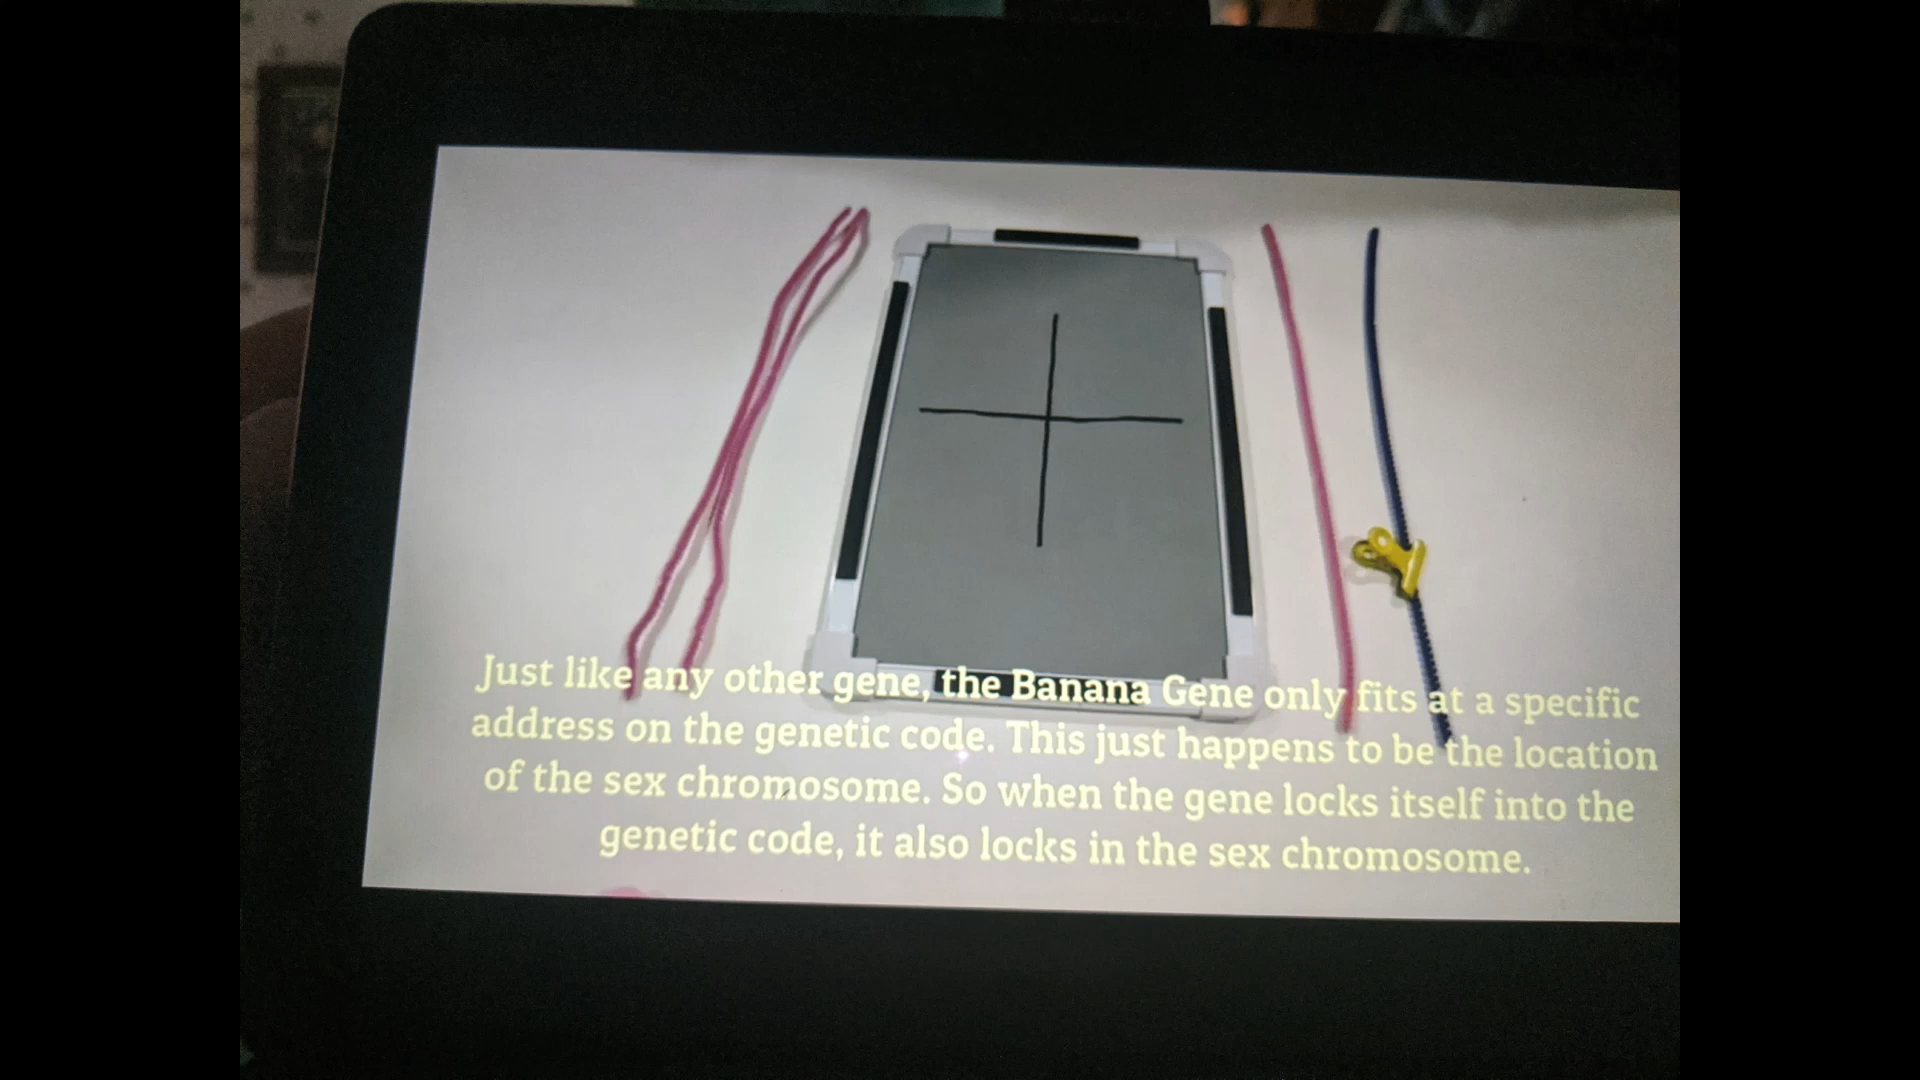 Just like any other gene, the Banana Gene only fits at a specific
address on the genetic code. This just happens to be the location
of the sex chromosome. So when the gene locks itself into the
genetic code, it also locks in the sex chromosome.